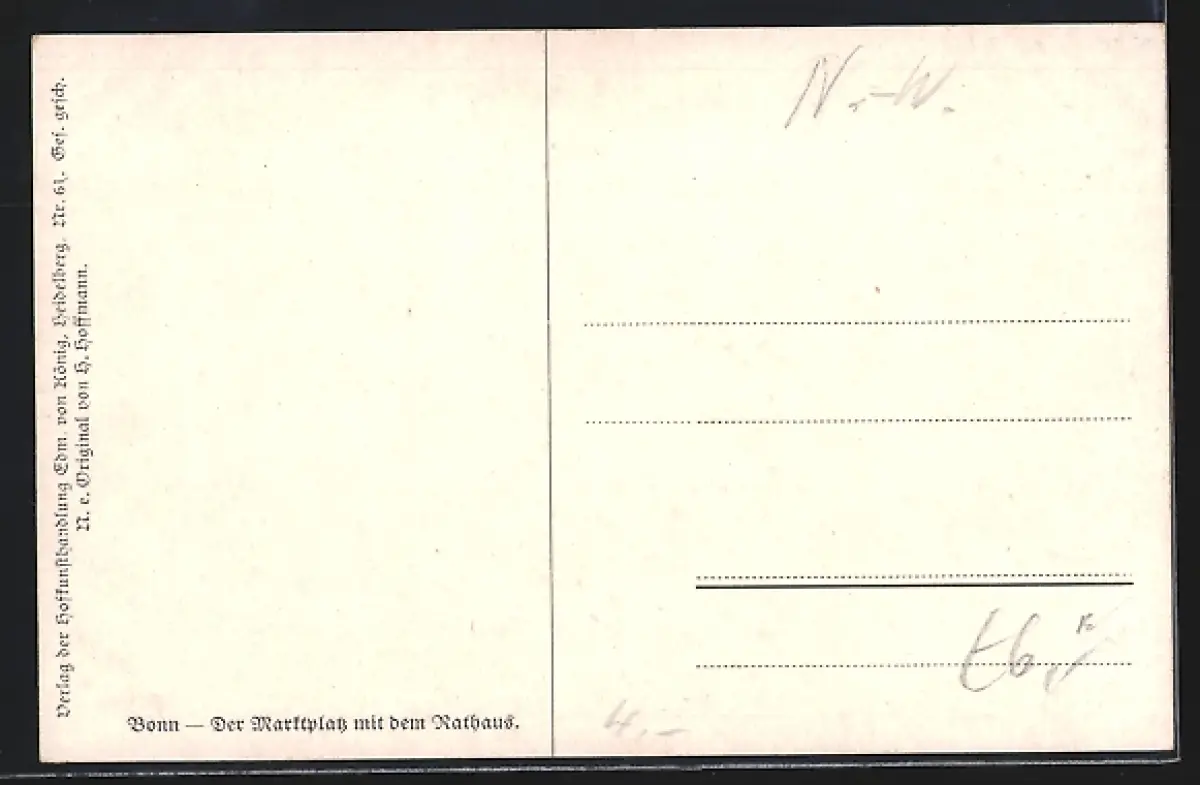 Verlag der Hofkunsthandlung Edm. von König, Heidelberg. Nr. 61. Ges. gesch.
N. e. Original von H. Hoffmann.
Bonn — Der Marktplatz mit dem Rathaus.
N.-W.
4.-